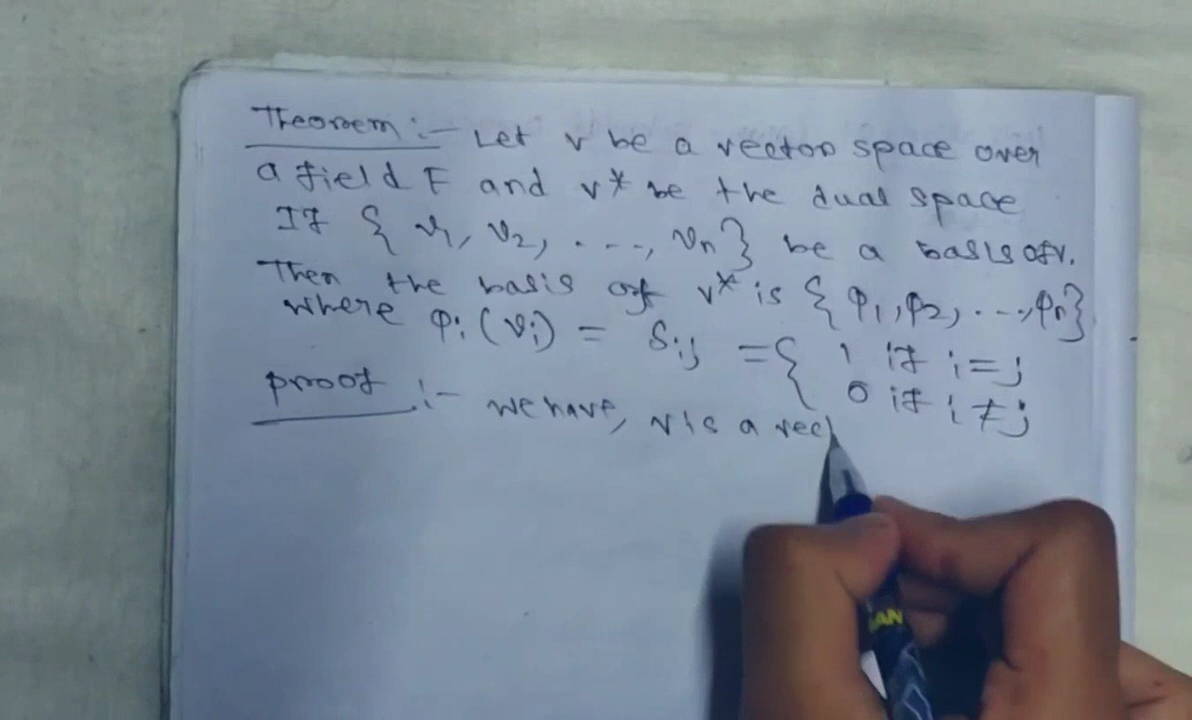 Theorem :- Let v be a vector space over
a field F and v* be the dual space
If { v1, v2, ...., vn} be a basis of v.
Then the basis of v* is { φ1, φ2, ..., φn}
where φi (vi) = δij = { 1 if i = j
0 if i ≠ j
proof :- we have, v is a vec
AN